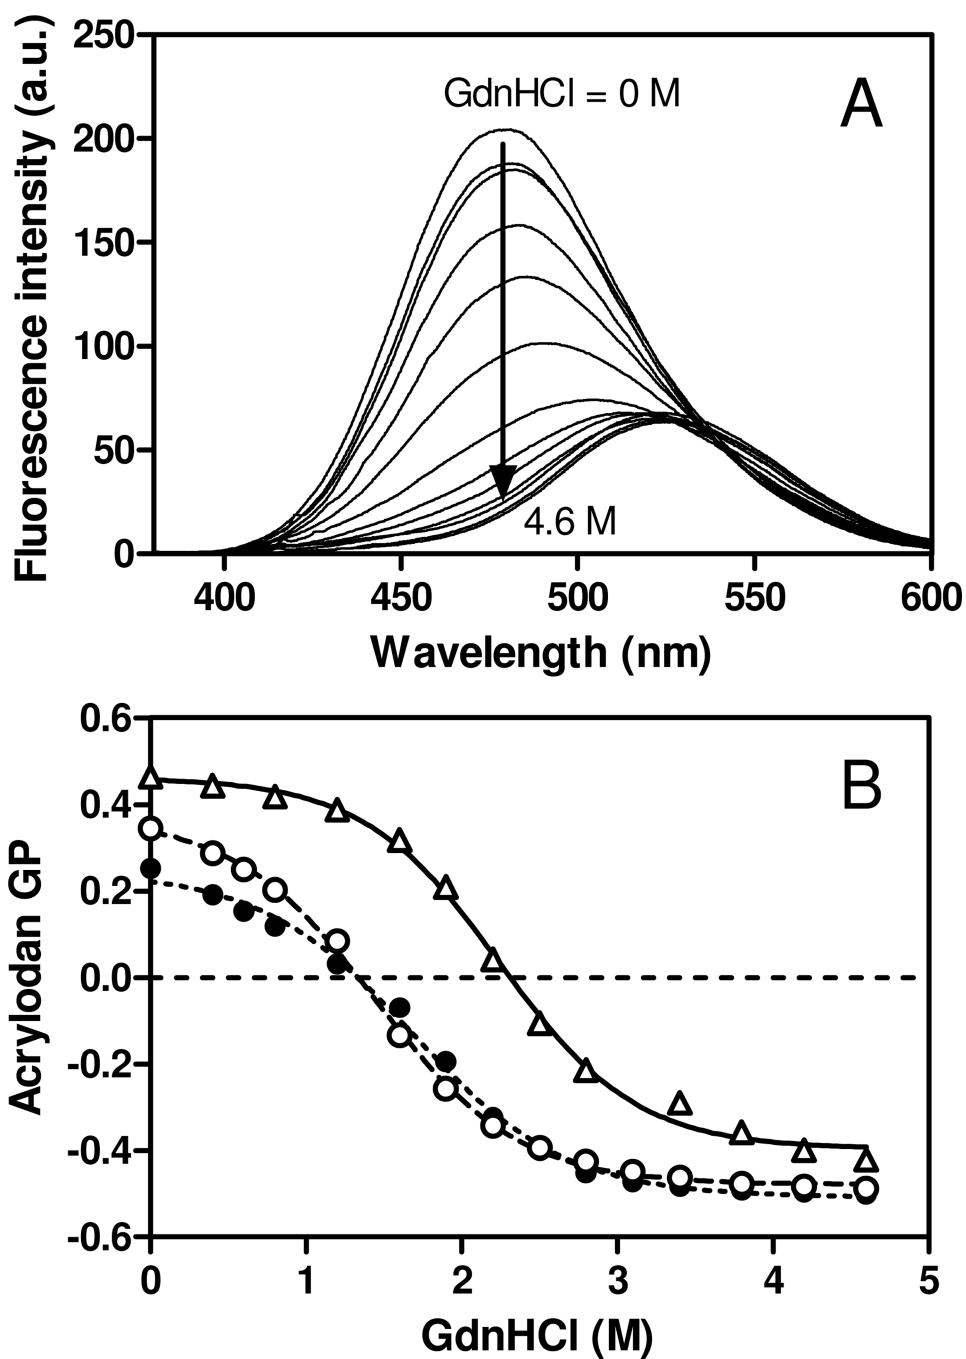 250
200
150
100
50
0
Fluorescence intensity (a.u.)
GdnHCl = 0 M
A
4.6 M
400 450 500 550 600
Wavelength (nm)
0.6
0.4
0.2
0.0
-0.2
-0.4
-0.6
Acrylodan GP
B
0 1 2 3 4 5
GdnHCl (M)